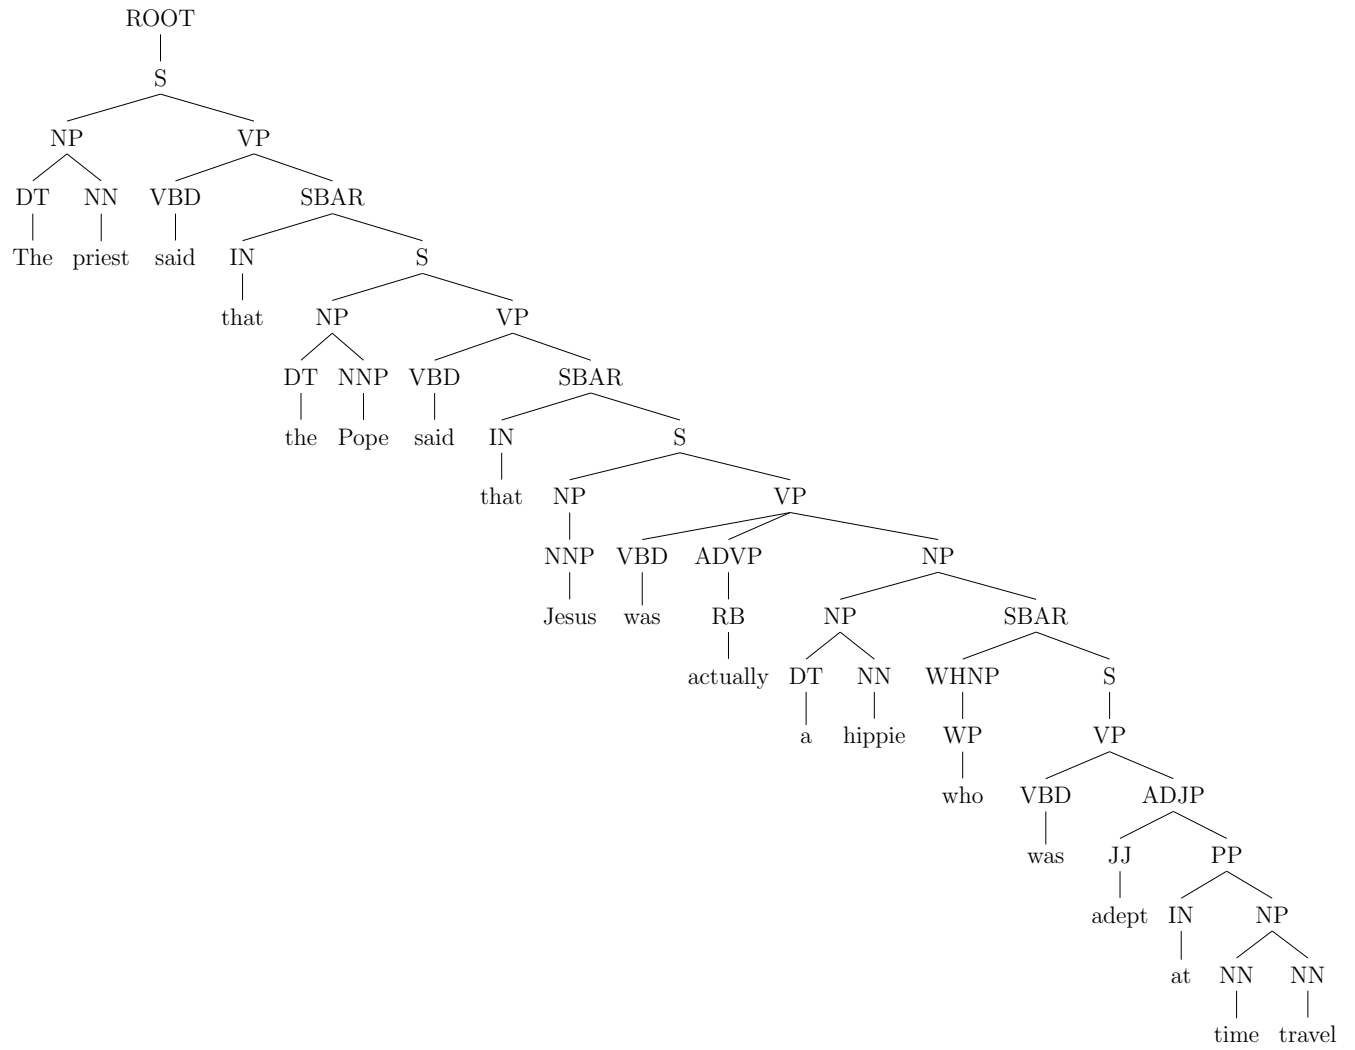 ROOT
S
NP VP
DT NN VBD SBAR
The priest said IN S
that NP VP
DT NNP VBD SBAR
the Pope said IN S
that NP VP
NNP VBD ADVP NP
Jesus was RB NP SBAR
actually DT NN WHNP S
a hippie WP VP
who VBD ADJP
was JJ PP
adept IN NP
at NN NN
time travel